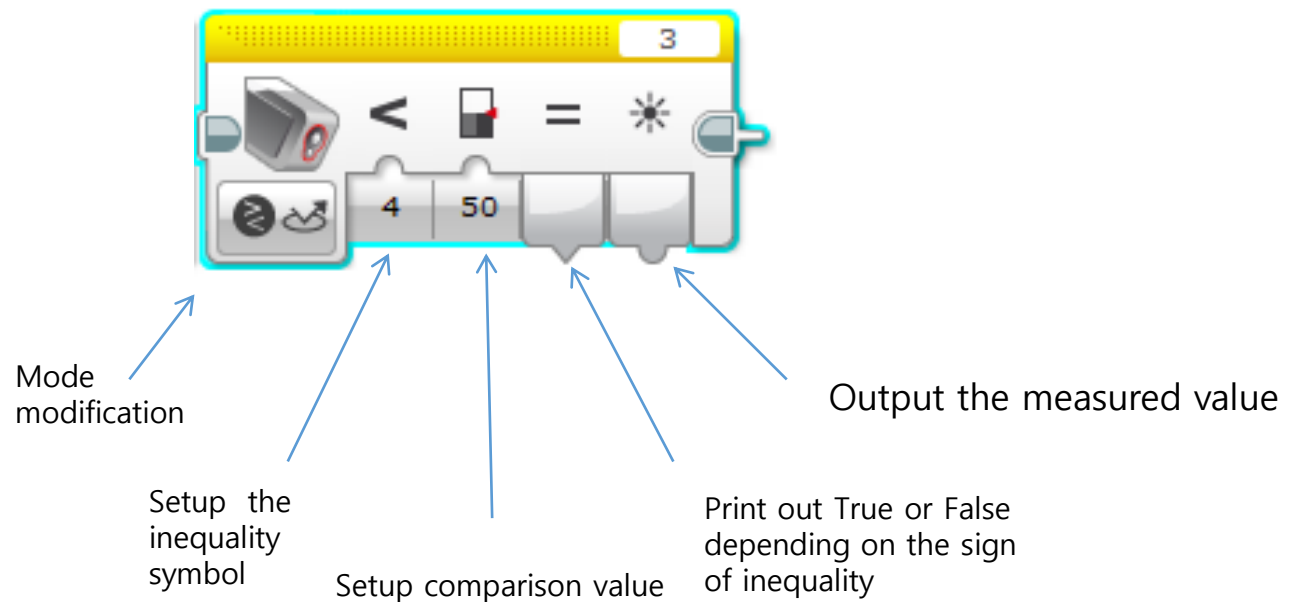 3
< =
4 50
Mode
modification
Output the measured value
Setup the
inequality
symbol
Setup comparison value
Print out True or False
depending on the sign
of inequality